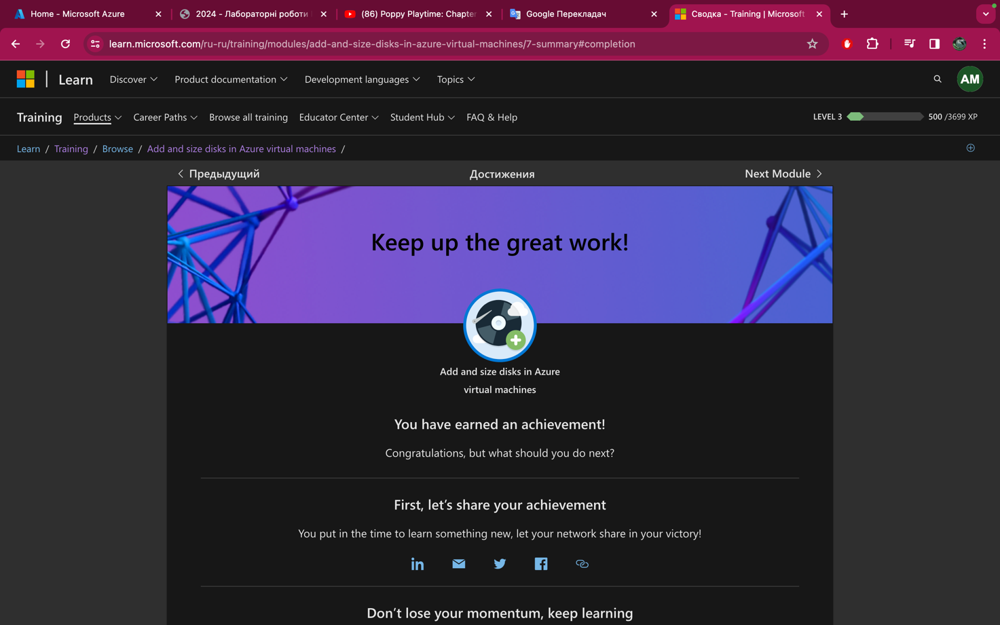 Home - Microsoft Azure
2024 - Лабораторні роботи
(86) Poppy Playtime: Chapter
Google Перекладач
Сводка - Training | Microsoft
learn.microsoft.com/ru-ru/training/modules/add-and-size-disks-in-azure-virtual-machines/7-summary#completion
Learn Discover Product documentation Development languages Topics AM
Training Products Career Paths Browse all training Educator Center Student Hub FAQ & Help LEVEL 3 500 /3699 XP
Learn / Training / Browse / Add and size disks in Azure virtual machines /
Предыдущий Достижения Next Module
Keep up the great work!
Add and size disks in Azure
virtual machines
You have earned an achievement!
Congratulations, but what should you do next?
First, let’s share your achievement
You put in the time to learn something new, let your network share in your victory!
in
Don’t lose your momentum, keep learning